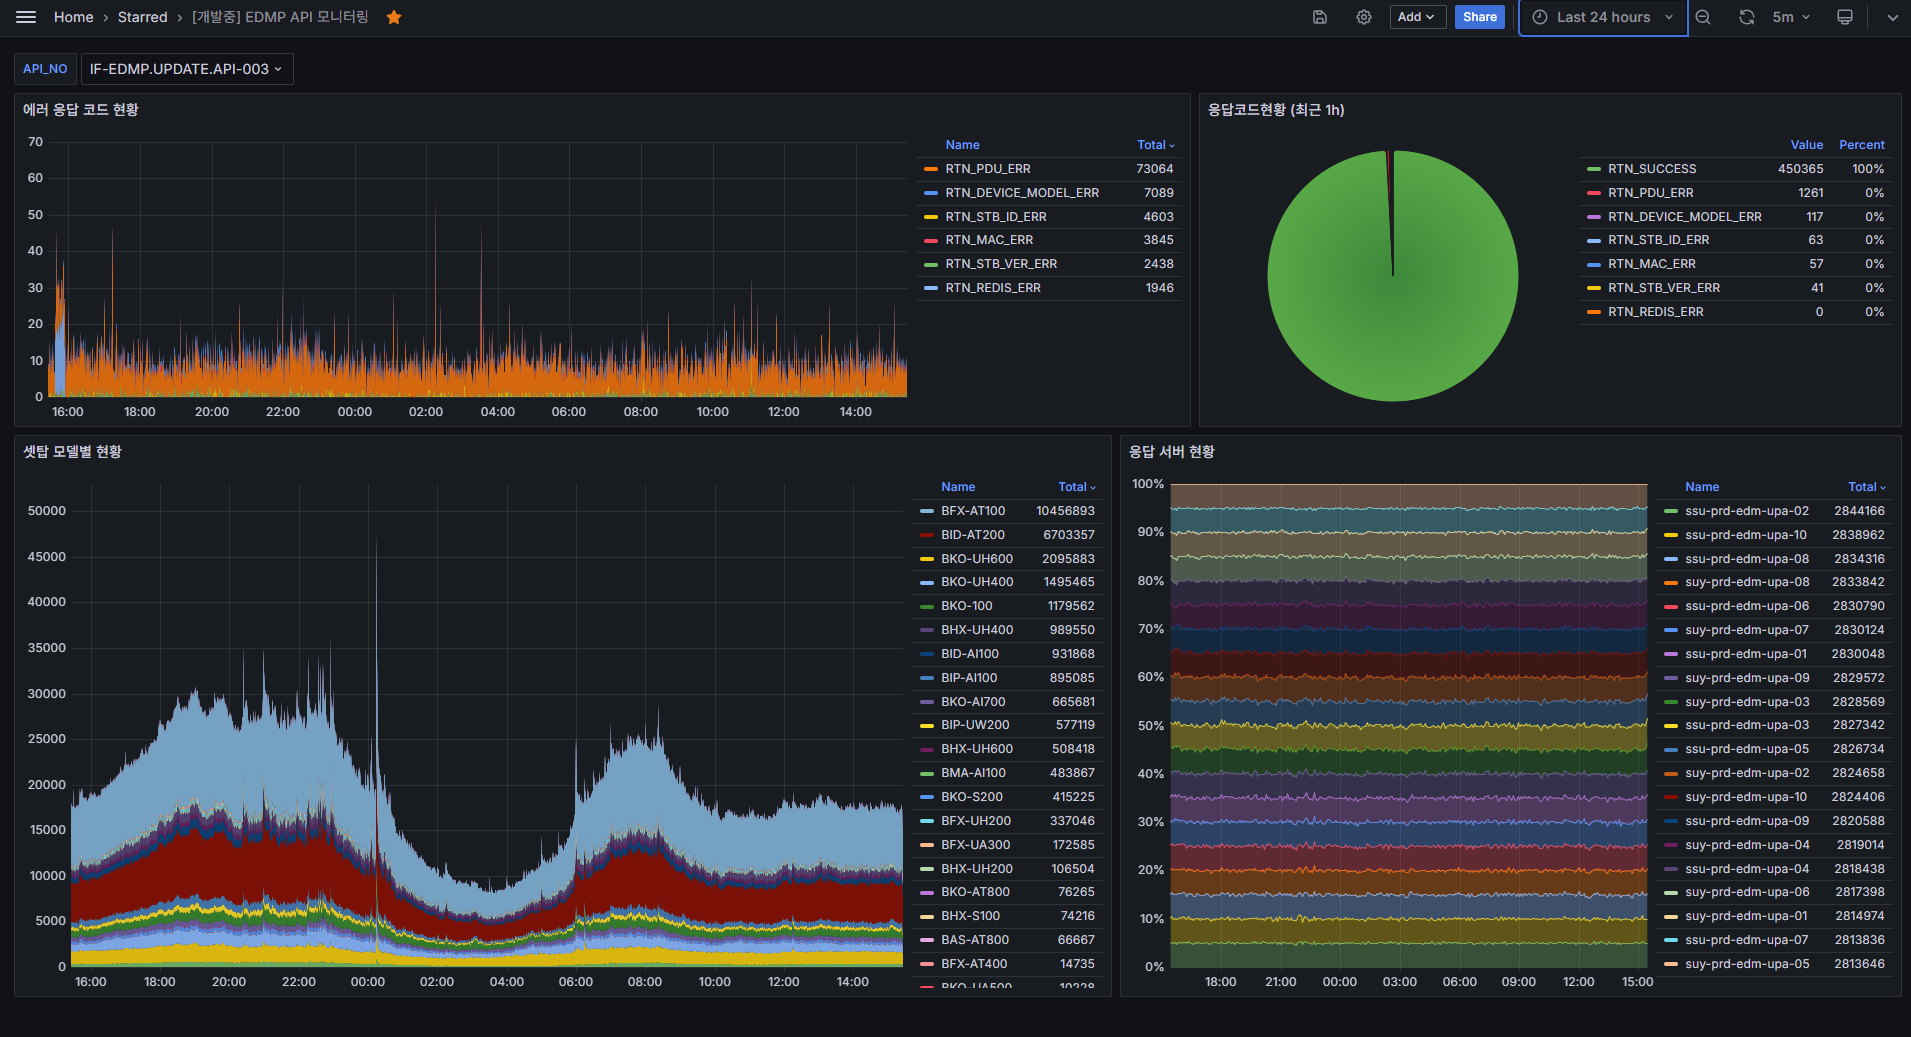 Home › Starred › [개발중] EDMP API 모니터링
Add
Share
Last 24 hours
5m
API_NO
IF-EDMP.UPDATE.API-003
에러 응답 코드 현황
70
60
50
40
30
20
10
0
16:00 18:00 20:00 22:00 00:00 02:00 04:00 06:00 08:00 10:00 12:00 14:00
Name Total
RTN_PDU_ERR 73064
RTN_DEVICE_MODEL_ERR 7089
RTN_STB_ID_ERR 4603
RTN_MAC_ERR 3845
RTN_STB_VER_ERR 2438
RTN_REDIS_ERR 1946
응답코드현황 (최근 1h)
Value Percent
RTN_SUCCESS 450365 100%
RTN_PDU_ERR 1261 0%
RTN_DEVICE_MODEL_ERR 117 0%
RTN_STB_ID_ERR 63 0%
RTN_MAC_ERR 57 0%
RTN_STB_VER_ERR 41 0%
RTN_REDIS_ERR 0 0%
셋탑 모델별 현황
50000
45000
40000
35000
30000
25000
20000
15000
10000
5000
0
16:00 18:00 20:00 22:00 00:00 02:00 04:00 06:00 08:00 10:00 12:00 14:00
Name Total
BFX-AT100 10456893
BID-AT200 6703357
BKO-UH600 2095883
BKO-UH400 1495465
BKO-100 1179562
BHX-UH400 989550
BID-AI100 931868
BIP-AI100 895085
BKO-AI700 665681
BIP-UW200 577119
BHX-UH600 508418
BMA-AI100 483867
BKO-S200 415225
BFX-UH200 337046
BFX-UA300 172585
BHX-UH200 106504
BKO-AT800 76265
BHX-S100 74216
BAS-AT800 66667
BFX-AT400 14735
BKO-UA500 10228
응답 서버 현황
100%
90%
80%
70%
60%
50%
40%
30%
20%
10%
0%
18:00 21:00 00:00 03:00 06:00 09:00 12:00 15:00
Name Total
ssu-prd-edm-upa-02 2844166
ssu-prd-edm-upa-10 2838962
ssu-prd-edm-upa-08 2834316
suy-prd-edm-upa-08 2833842
ssu-prd-edm-upa-06 2830790
suy-prd-edm-upa-07 2830124
ssu-prd-edm-upa-01 2830048
suy-prd-edm-upa-09 2829572
suy-prd-edm-upa-03 2828569
ssu-prd-edm-upa-03 2827342
ssu-prd-edm-upa-05 2826734
suy-prd-edm-upa-02 2824658
suy-prd-edm-upa-10 2824406
ssu-prd-edm-upa-09 2820588
suy-prd-edm-upa-04 2819014
ssu-prd-edm-upa-04 2818438
suy-prd-edm-upa-06 2817398
suy-prd-edm-upa-01 2814974
ssu-prd-edm-upa-07 2813836
suy-prd-edm-upa-05 2813646